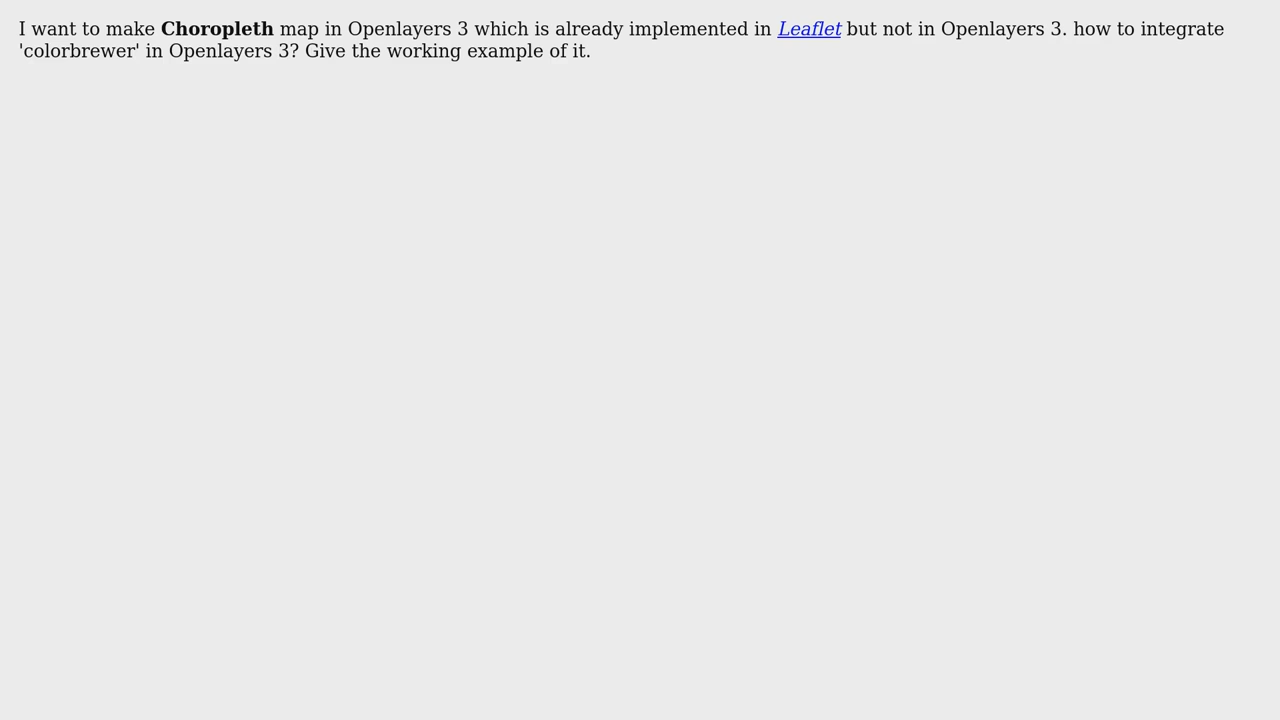 I want to make Choropleth map in Openlayers 3 which is already implemented in Leaflet but not in Openlayers 3. how to integrate
'colorbrewer' in Openlayers 3? Give the working example of it.